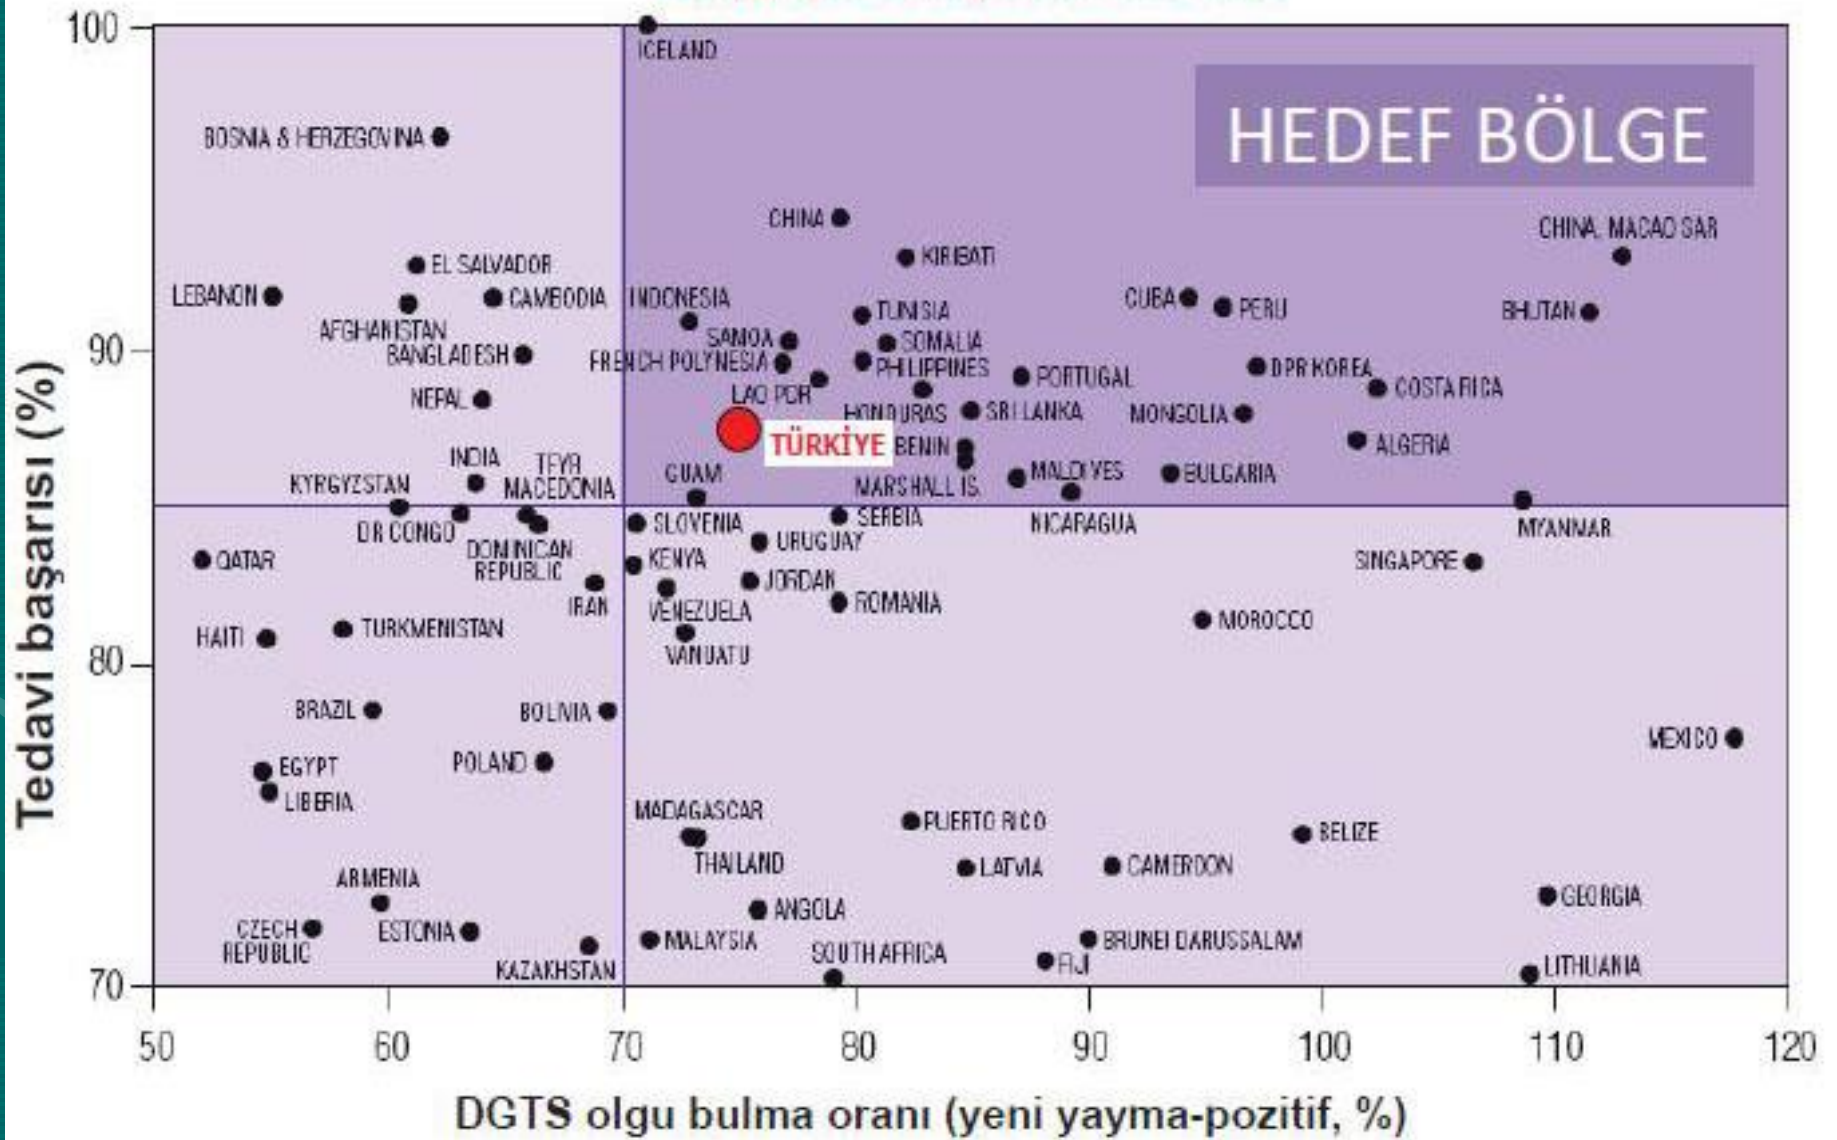 100
ICELAND
HEDEF BÖLGE
BOSNIA & HERZEGOVINA
CHINA
CHINA, MACAO SAR
KIRIBATI
EL SALVADOR
LEBANON
CAMBODIA
INDONESIA
CUBA
PERU
BHUTAN
TUNISIA
AFGHANISTAN
SAMOA
SOMALIA
90
BANGLADESH
FRENCH POLYNESIA
PHILIPPINES
DPR KOREA
PORTUGAL
COSTA RICA
LAO PDR
NEPAL
HONDURAS
SRI LANKA
MONGOLIA
TÜRKİYE
BENIN
ALGERIA
INDIA
TFYR
MACEDONIA
GUAM
MALDIVES
BULGARIA
KYRGYZSTAN
MARSHALL IS.
DR CONGO
SLOVENIA
SERBIA
NICARAGUA
MYANMAR
DOMINICAN
REPUBLIC
URUGUAY
QATAR
KENYA
SINGAPORE
JORDAN
IRAN
VENEZUELA
ROMANIA
MOROCCO
HAITI
TURKMENISTAN
VANUATU
80
BRAZIL
BOLIVIA
MEXICO
POLAND
EGYPT
LIBERIA
MADAGASCAR
PUERTO RICO
BELIZE
THAILAND
LATVIA
CAMEROON
ARMENIA
GEORGIA
ANGOLA
CZECH
REPUBLIC
ESTONIA
MALAYSIA
BRUNEI DARUSSALAM
SOUTH AFRICA
FIJI
KAZAKHSTAN
LITHUANIA
70
50 60 70 80 90 100 110 120
Tedavi başarısı (%)
DGTS olgu bulma oranı (yeni yayma-pozitif, %)